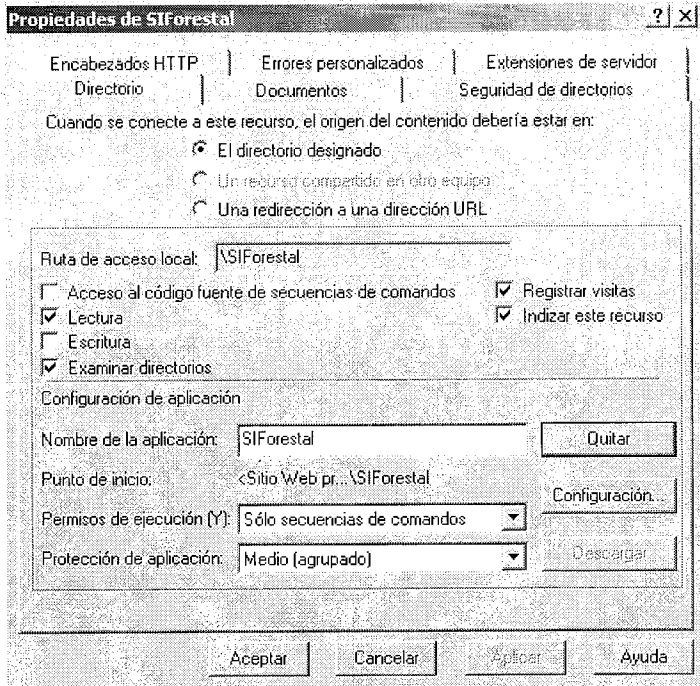 Propiedades de SIForestal
Encabezados HTTP Errores personalizados Extensiones de servidor
Directorio Documentos Seguridad de directorios
Cuando se conecte a este recurso, el origen del contenido debería estar en:
El directorio designado
Un recurso compartido en otro equipo
Una redirección a una dirección URL
Ruta de acceso local: \SIForestal
Acceso al código fuente de secuencias de comandos Registrar visitas
Lectura Indizar este recurso
Escritura
Examinar directorios
Configuración de aplicación
Nombre de la aplicación: SIForestal Quitar
Punto de inicio: <Sitio Web pr...\SIForestal
Configuración...
Permisos de ejecución (Y): Sólo secuencias de comandos
Protección de aplicación: Medio (agrupado) Descargar
Aceptar Cancelar Aplicar Ayuda